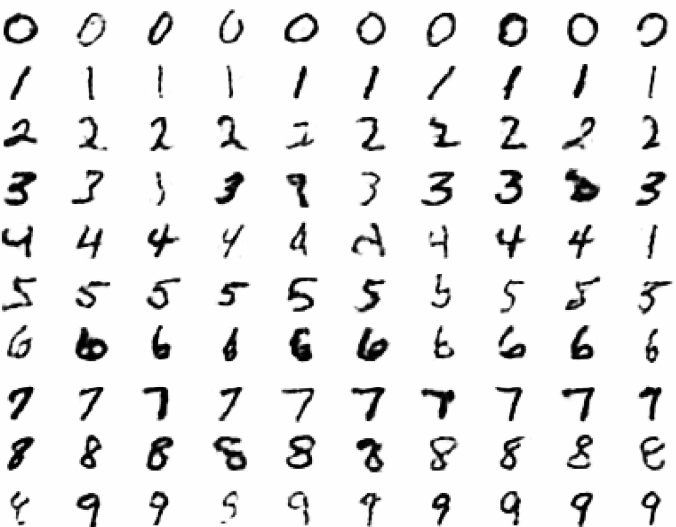 0 0 0 0 0 0 0 0 0 0
1 1 1 1 1 1 1 1 1 1
2 2 2 2 2 2 2 2 2
3 3 3 9 3 3 3 3
4 4 4 4 4 4 4 4 1
5 5 5 5 5 5 5 5 5
6 6 6 6 6 6 6 6 6 6
7 7 7 7 7 7 7 7 7 7
8 8 8 8 8 8 8 8 8
9 9 9 9 9 9 9 9